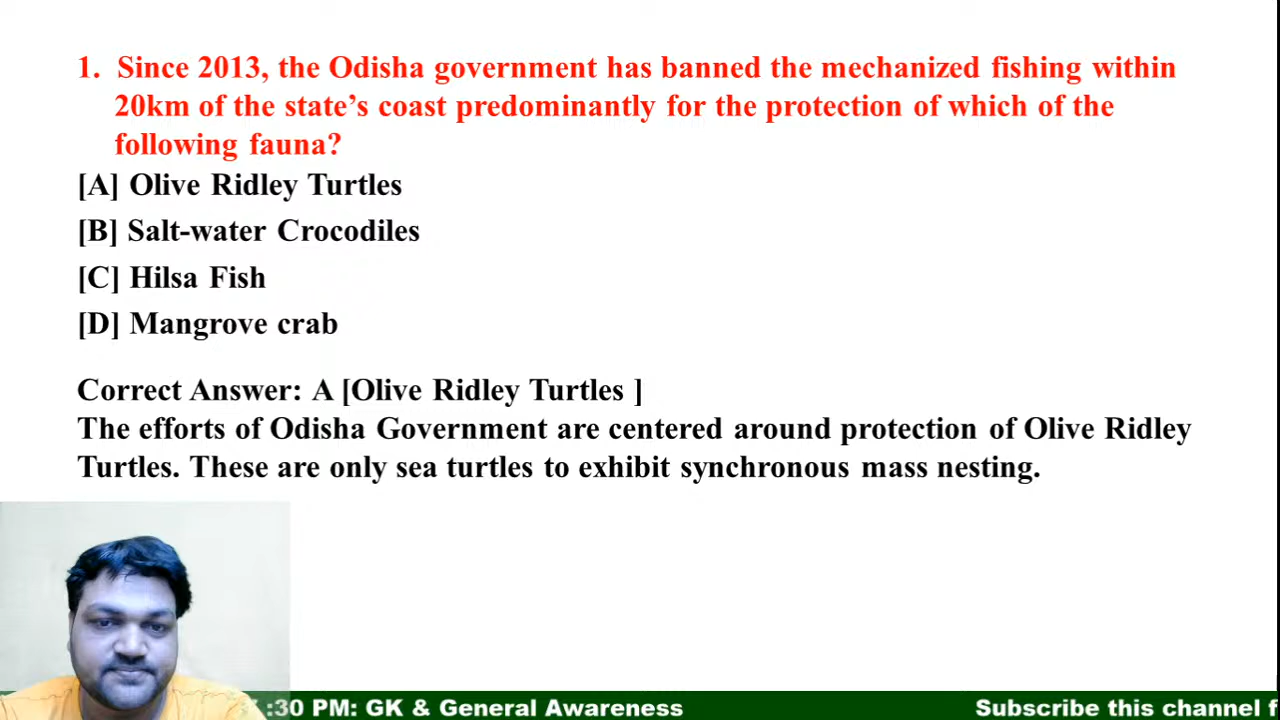 1. Since 2013, the Odisha government has banned the mechanized fishing within
20km of the state's coast predominantly for the protection of which of the
following fauna?
[A] Olive Ridley Turtles
[B] Salt-water Crocodiles
[C] Hilsa Fish
[D] Mangrove crab
Correct Answer: A [Olive Ridley Turtles ]
The efforts of Odisha Government are centered around protection of Olive Ridley
Turtles. These are only sea turtles to exhibit synchronous mass nesting.
:30 PM: GK & General Awareness Subscribe this channel f